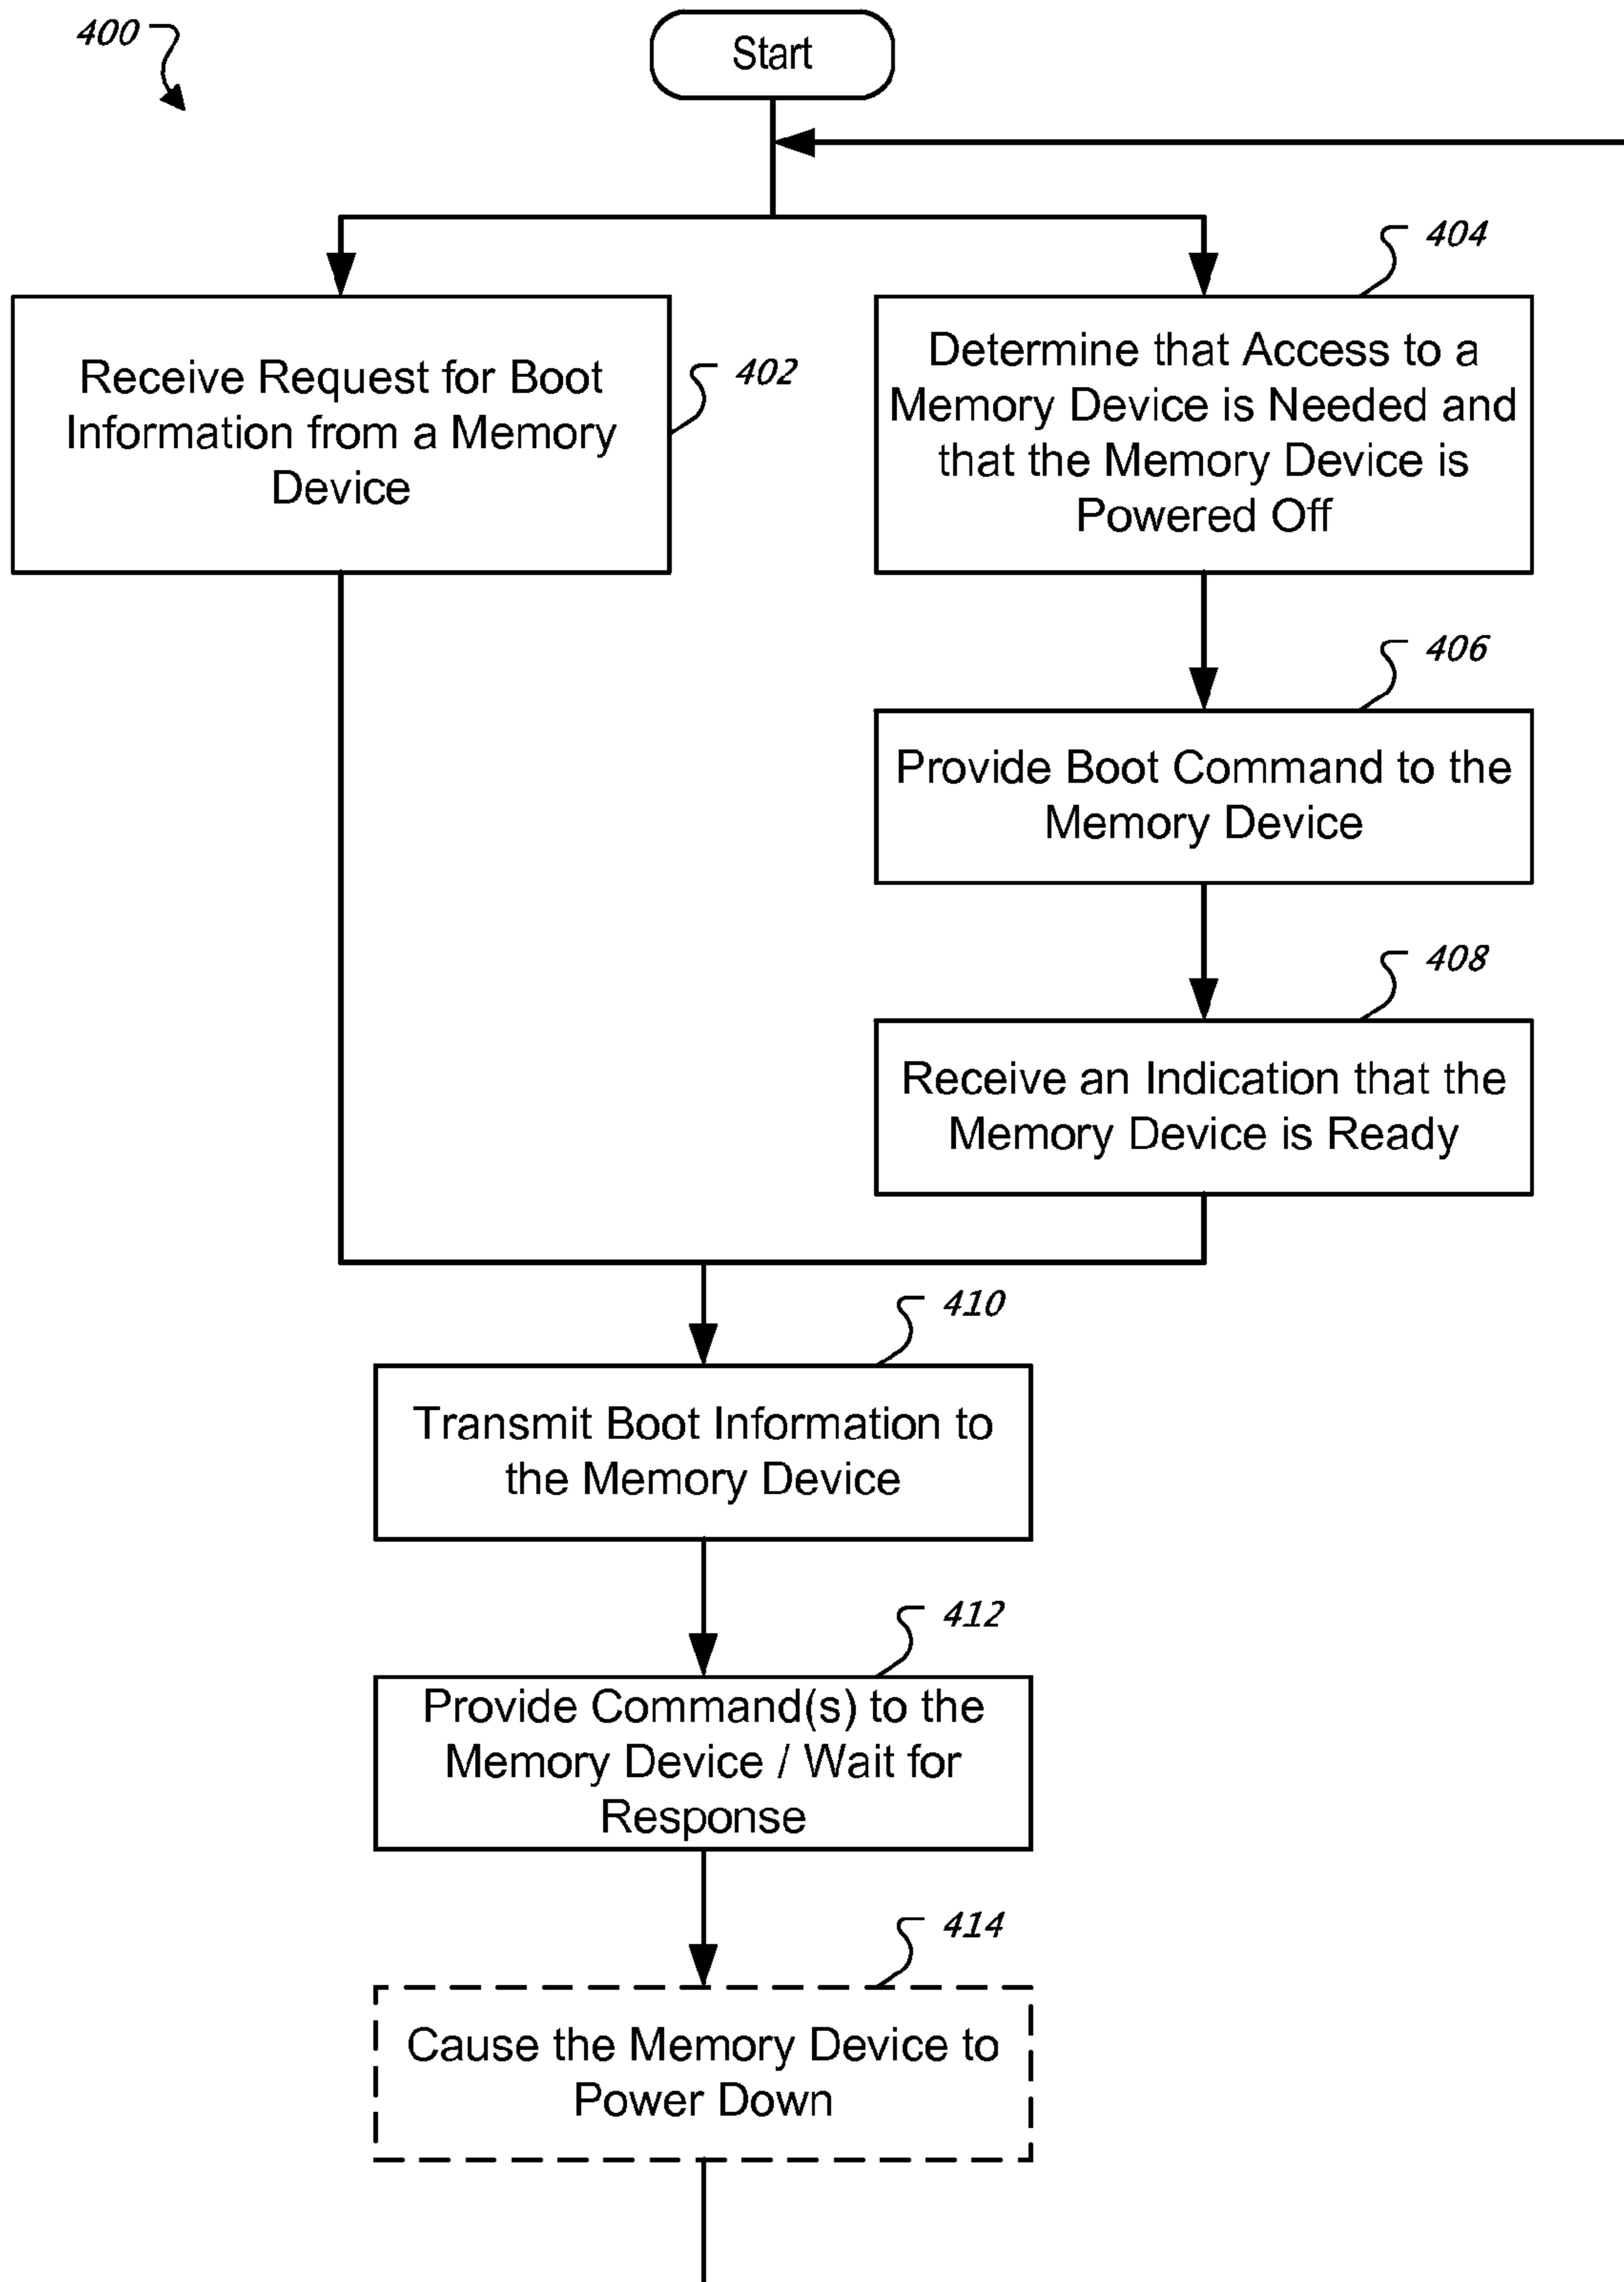 400
Start
402
Receive Request for Boot
Information from a Memory
Device
404
Determine that Access to a
Memory Device is Needed and
that the Memory Device is
Powered Off
406
Provide Boot Command to the
Memory Device
408
Receive an Indication that the
Memory Device is Ready
410
Transmit Boot Information to
the Memory Device
412
Provide Command(s) to the
Memory Device / Wait for
Response
414
Cause the Memory Device to
Power Down